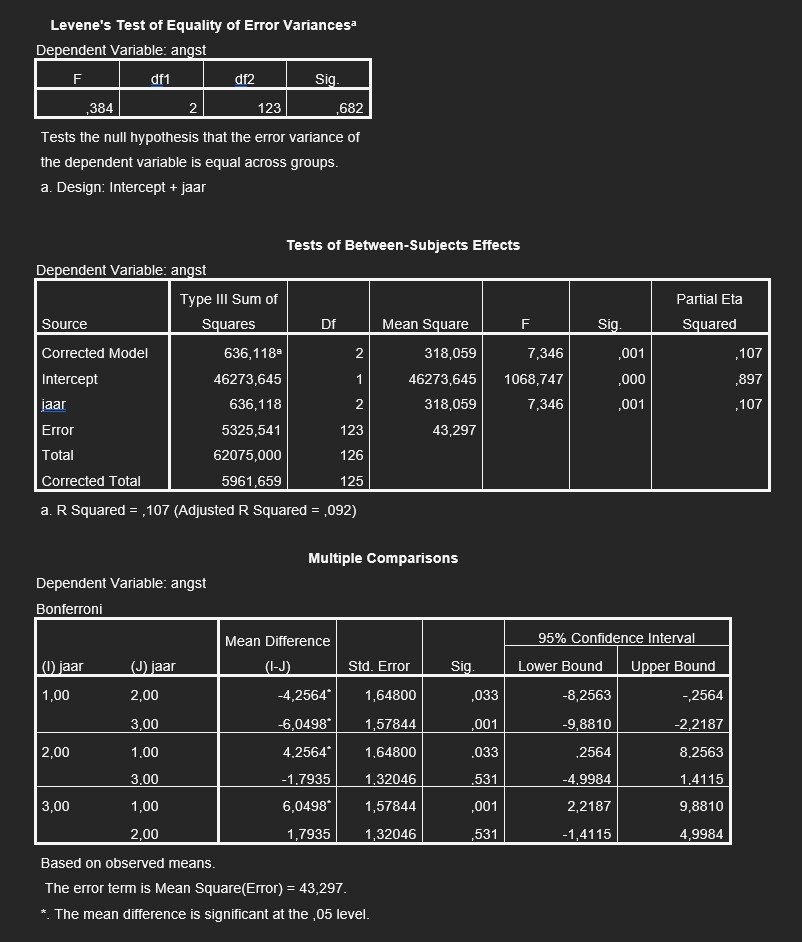 Levene's Test of Equality of Error Variancesª
Dependent Variable: angst
F df1 df2 Sig.
,384 2 123 ,682
Tests the null hypothesis that the error variance of
the dependent variable is equal across groups.
a. Design: Intercept + jaar
Tests of Between-Subjects Effects
Dependent Variable: angst
Type III Sum of Partial Eta
Source Squares Df Mean Square F Sig. Squared
Corrected Model 636,118ª 2 318,059 7,346 ,001 ,107
Intercept 46273,645 1 46273,645 1068,747 ,000 ,897
jaar 636,118 2 318,059 7,346 ,001 ,107
Error 5325,541 123 43,297
Total 62075,000 126
Corrected Total 5961,659 125
a. R Squared = ,107 (Adjusted R Squared = ,092)
Multiple Comparisons
Dependent Variable: angst
Bonferroni
Mean Difference 95% Confidence Interval
(I) jaar (J) jaar (I-J) Std. Error Sig. Lower Bound Upper Bound
1,00 2,00 -4,2564* 1,64800 ,033 -8,2563 -,2564
3,00 -6,0498* 1,57844 ,001 -9,8810 -2,2187
2,00 1,00 4,2564* 1,64800 ,033 ,2564 8,2563
3,00 -1,7935 1,32046 ,531 -4,9984 1,4115
3,00 1,00 6,0498* 1,57844 ,001 2,2187 9,8810
2,00 1,7935 1,32046 ,531 -1,4115 4,9984
Based on observed means.
The error term is Mean Square(Error) = 43,297.
*. The mean difference is significant at the ,05 level.